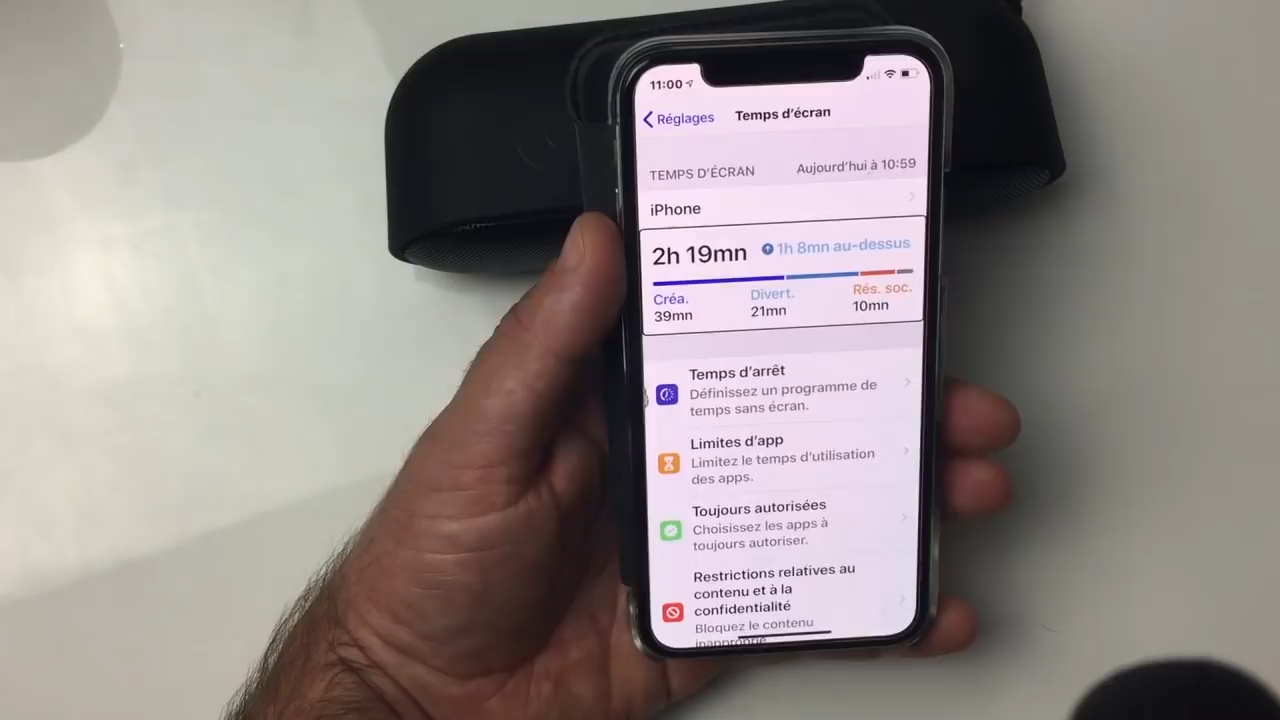 11:00
Réglages
Temps d'écran
TEMPS D'ÉCRAN
Aujourd'hui à 10:59
iPhone
2h 19mn
1h 8mn au-dessus
Créa.
Divert.
Rés. soc.
39mn
21mn
10mn
Temps d'arrêt
Définissez un programme de
temps sans écran.
Limites d'app
Limitez le temps d'utilisation
des apps.
Toujours autorisées
Choisissez les apps à
toujours autoriser.
Restrictions relatives au
contenu et à la
confidentialité
Bloquez le contenu
inapproprié